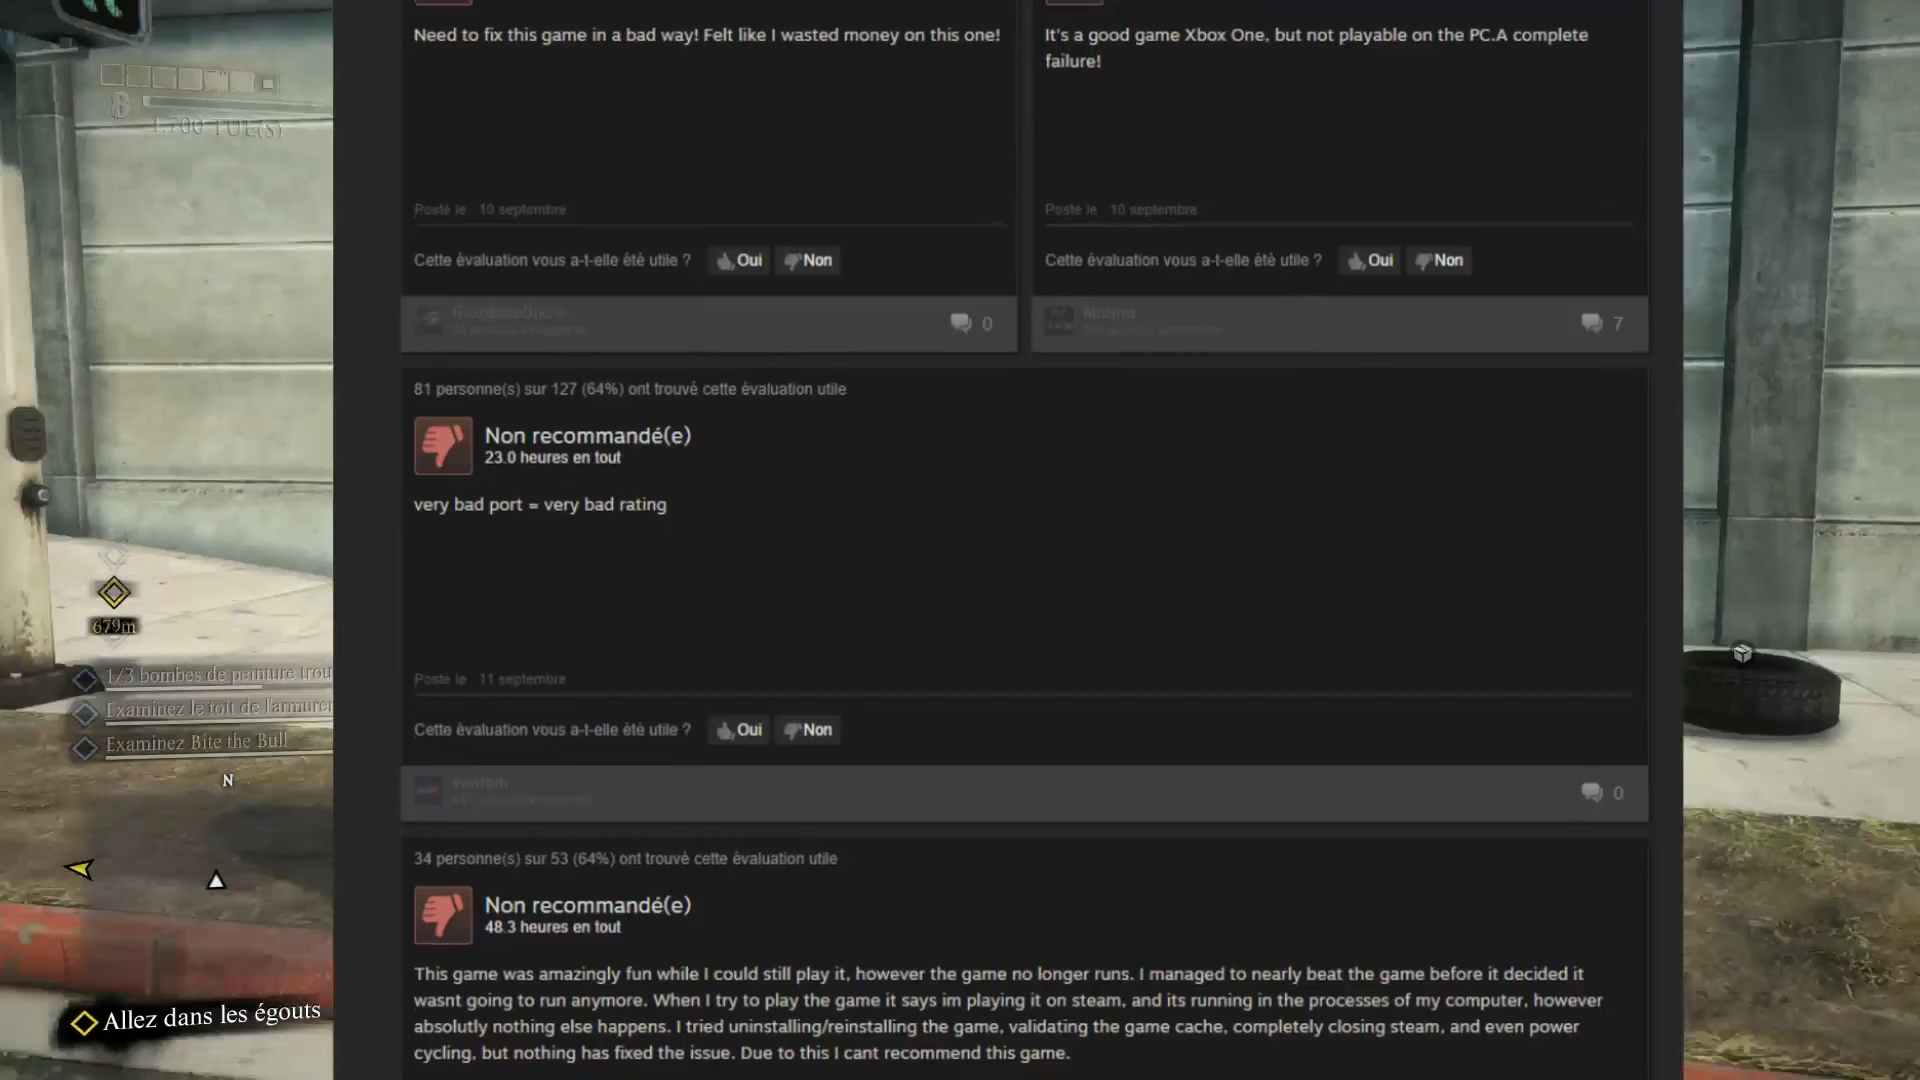 Need to fix this game in a bad way! Felt like I wasted money on this one!
Posté le 10 septembre
Cette évaluation vous a-t-elle été utile ? Oui Non
0
It's a good game Xbox One, but not playable on the PC.A complete
failure!
Posté le 10 septembre
Cette évaluation vous a-t-elle été utile ? Oui Non
7
81 personne(s) sur 127 (64%) ont trouvé cette évaluation utile
Non recommandé(e)
23.0 heures en tout
very bad port = very bad rating
Posté le 11 septembre
Cette évaluation vous a-t-elle été utile ? Oui Non
0
34 personne(s) sur 53 (64%) ont trouvé cette évaluation utile
Non recommandé(e)
48.3 heures en tout
This game was amazingly fun while I could still play it, however the game no longer runs. I managed to nearly beat the game before it decided it
wasnt going to run anymore. When I try to play the game it says im playing it on steam, and its running in the processes of my computer, however
absolutly nothing else happens. I tried uninstalling/reinstalling the game, validating the game cache, completely closing steam, and even power
cycling, but nothing has fixed the issue. Due to this I cant recommend this game.
8
1,700 TUÉ(S)
679m
1/3 bombes de peinture trou
Examinez le toit de l'armurer
Examinez Bite the Bull
N
Allez dans les égouts